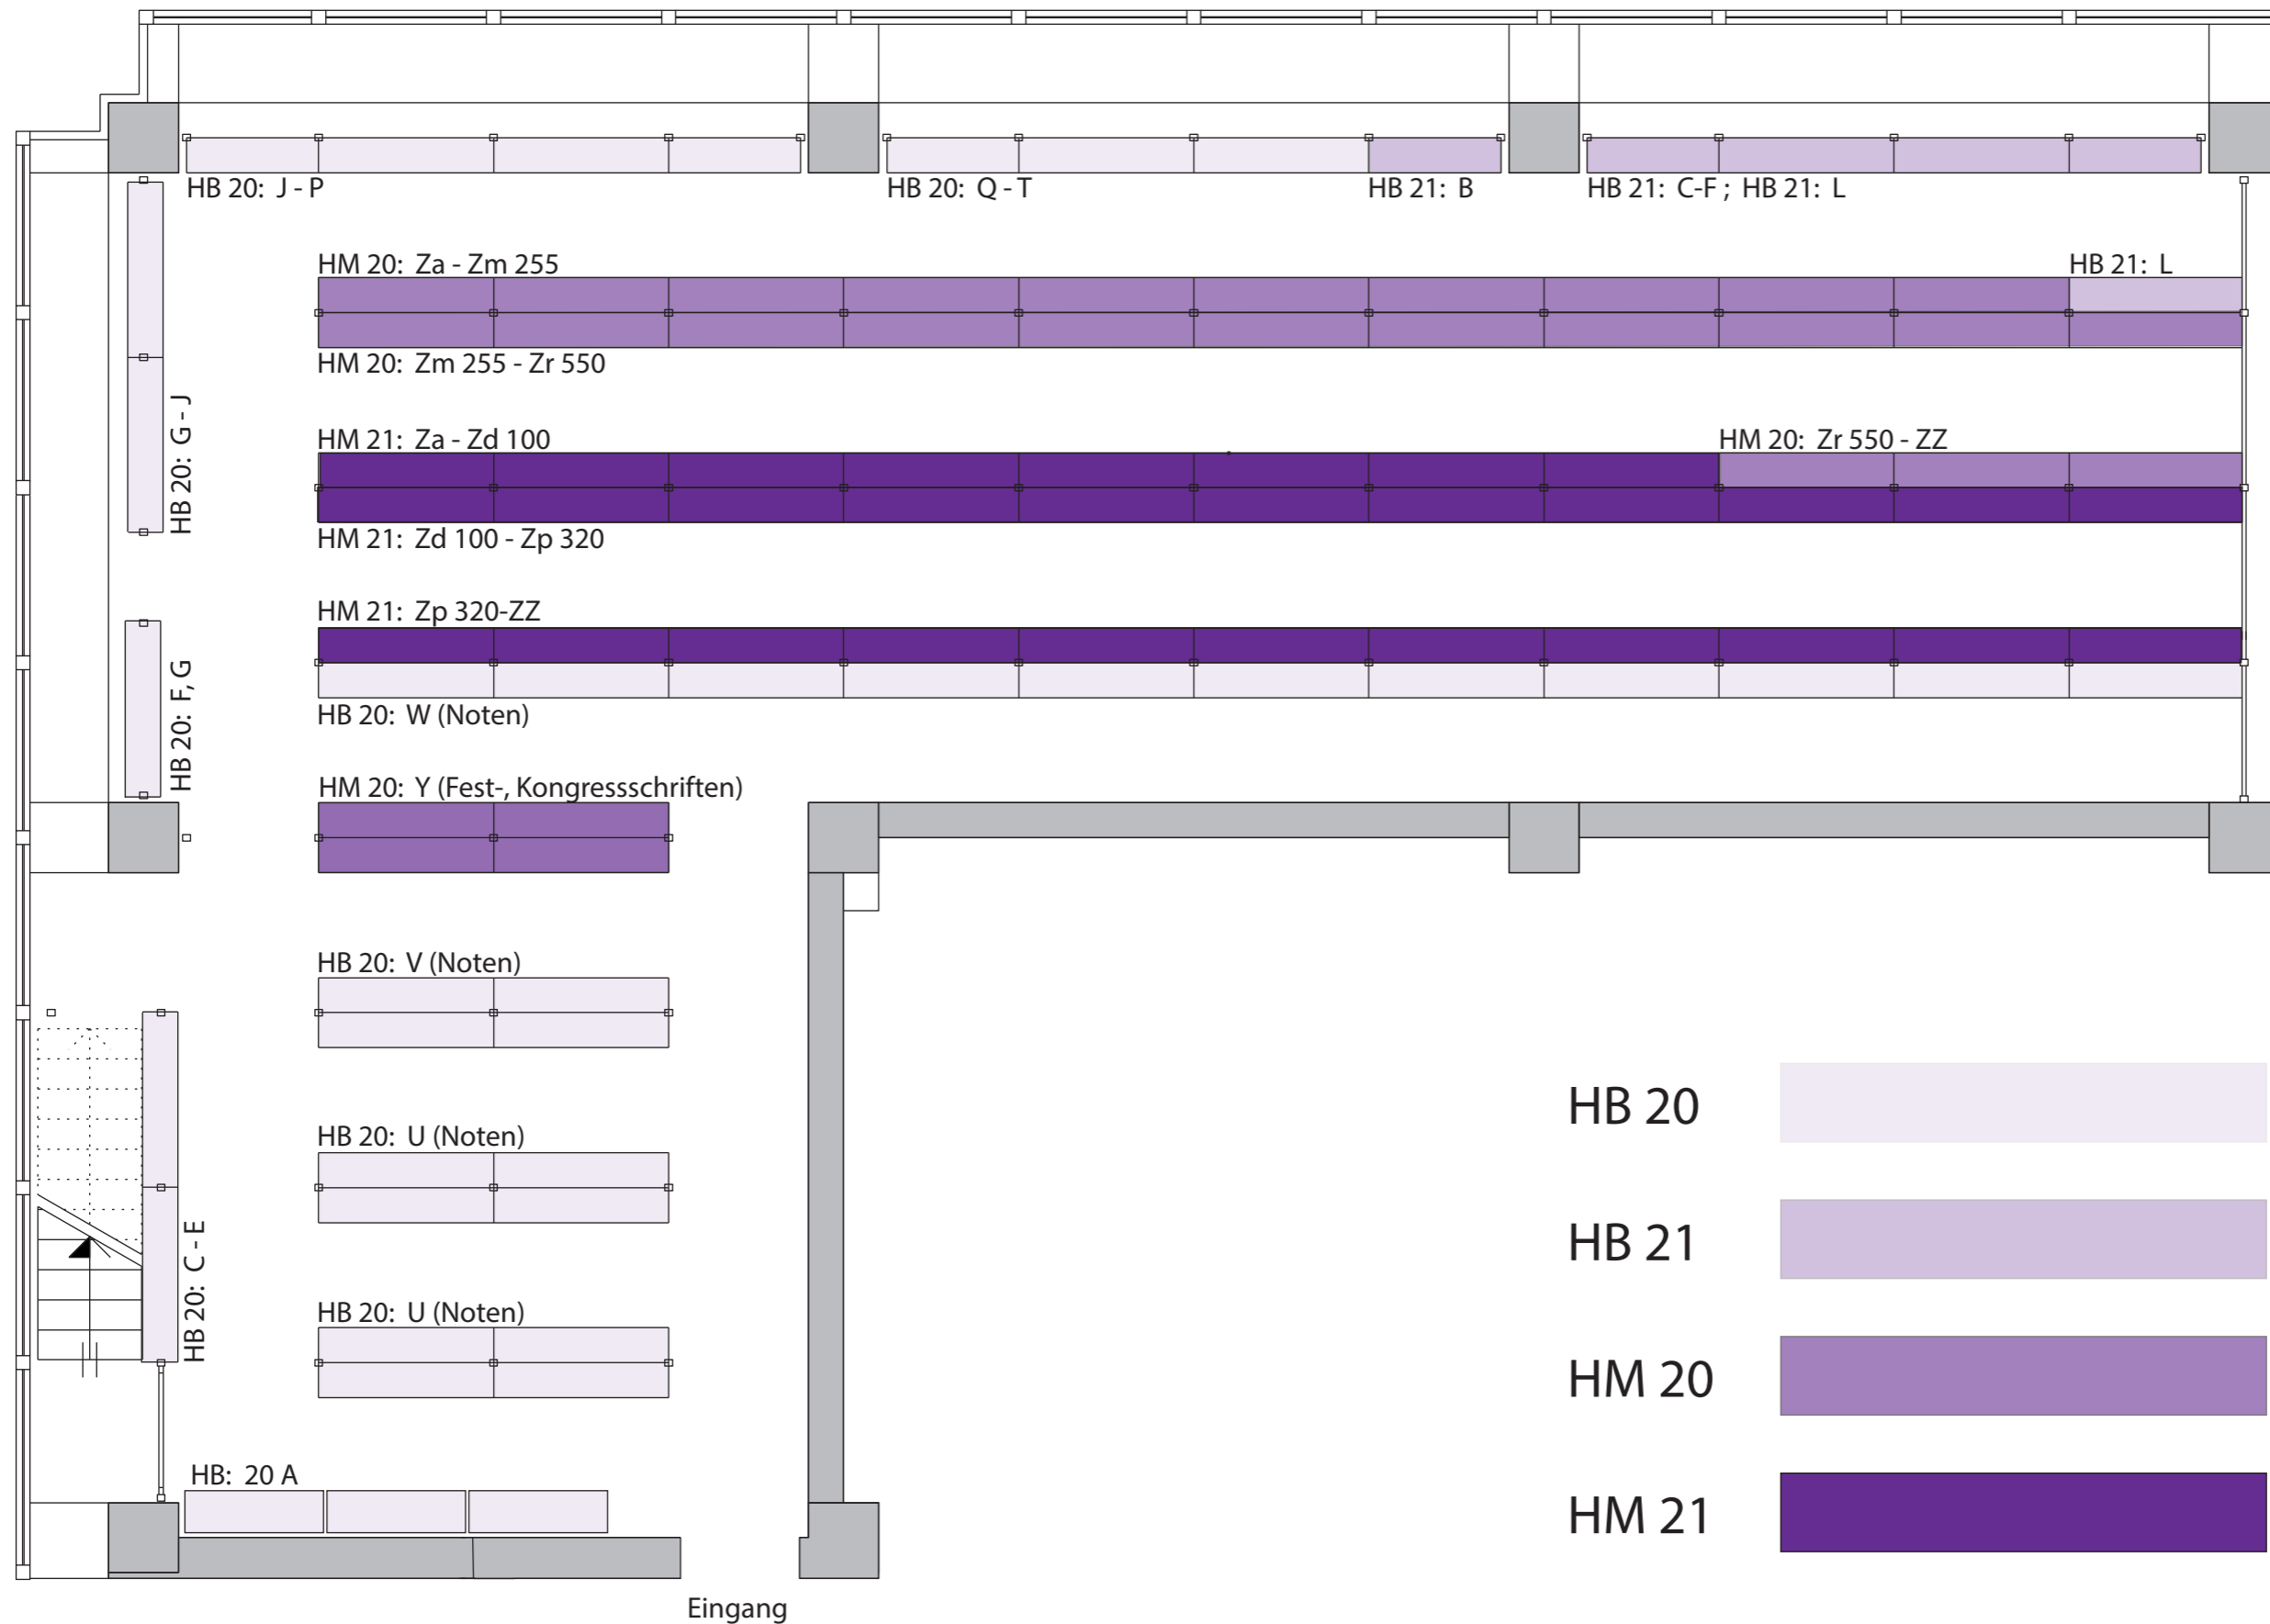 HB 20: J - P
HB 20: Q - T
HB 21: B
HB 21: C-F ; HB 21: L
HM 20: Za - Zm 255
HB 21: L
HM 20: Zm 255 - Zr 550
HB 20: G - J
HM 21: Za - Zd 100
HM 20: Zr 550 - ZZ
HM 21: Zd 100 - Zp 320
HM 21: Zp 320-ZZ
HB 20: F, G
HB 20: W (Noten)
HM 20: Y (Fest-, Kongressschriften)
HB 20: V (Noten)
HB 20
HB 20: U (Noten)
HB 21
HB 20: C - E
HB 20: U (Noten)
HM 20
HB: 20 A
HM 21
Eingang